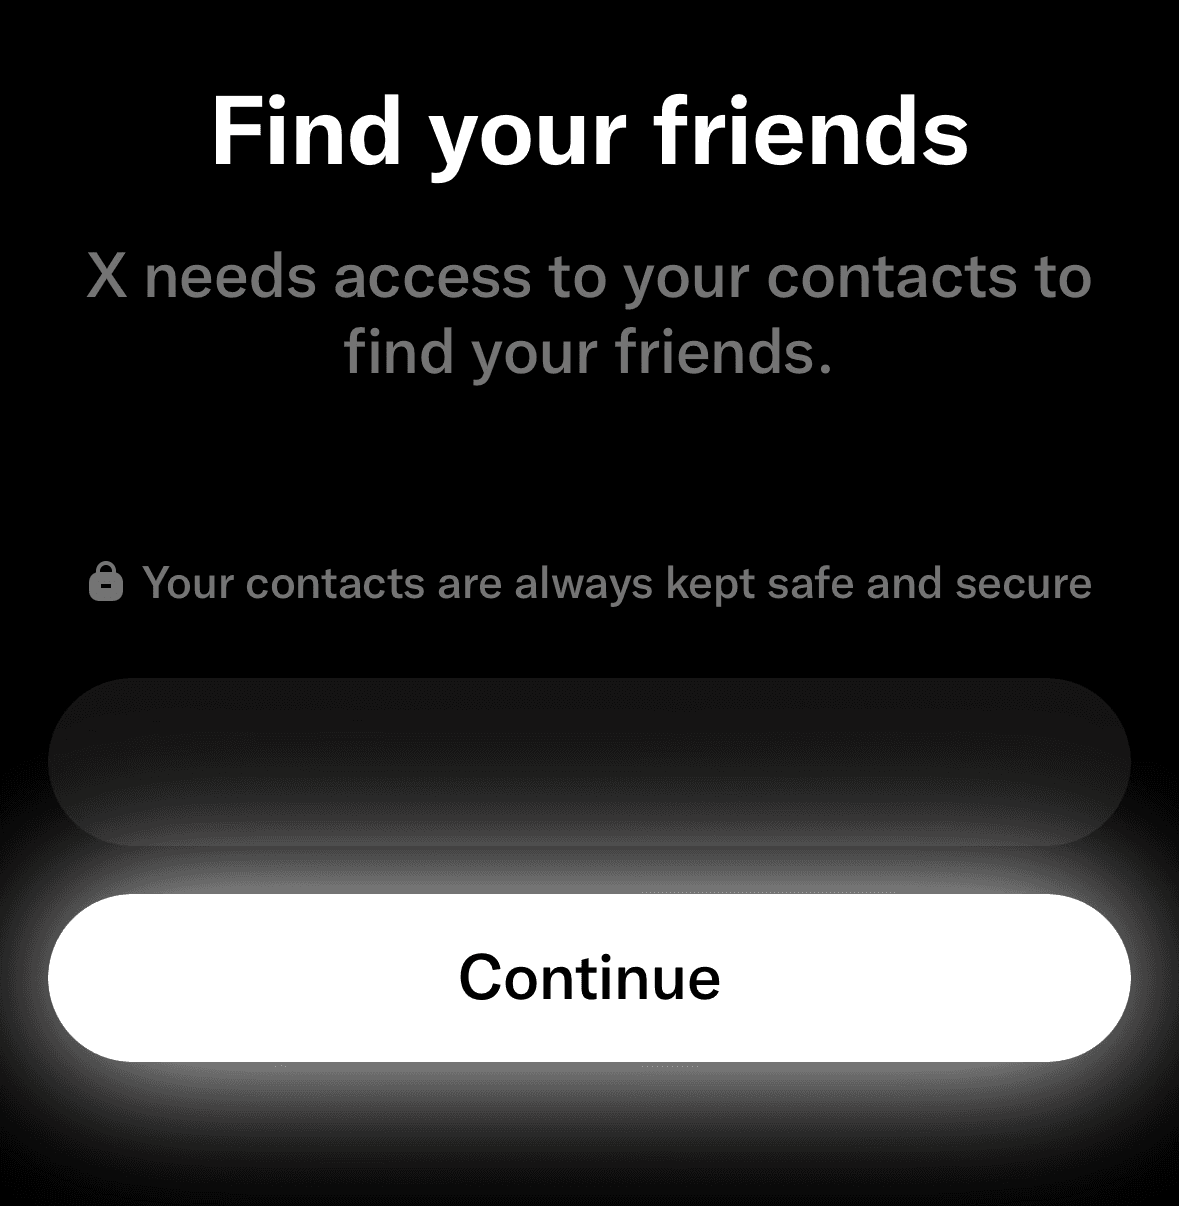 Find your friends
X needs access to your contacts to
find your friends.
Your contacts are always kept safe and secure
Continue